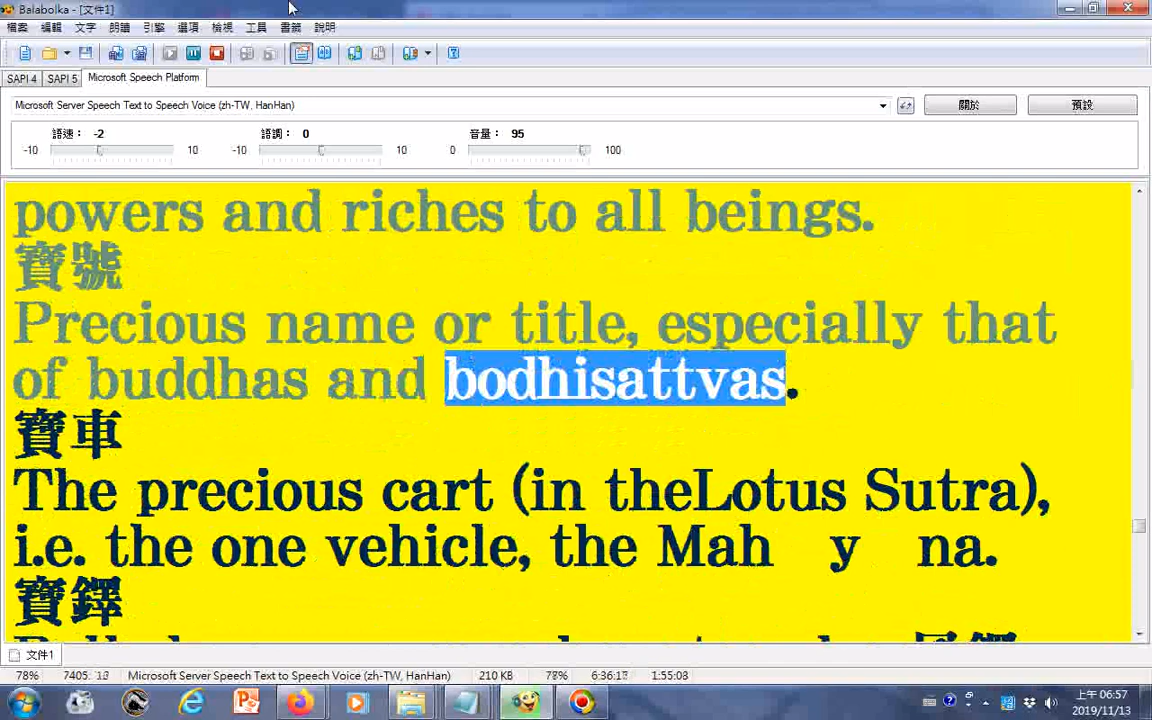 Balabolka - [文件1]
檔案 編輯 文字 朗讀 引擎 選項 檢視 工具 書籤 說明
SAPI 4 SAPI 5 Microsoft Speech Platform
Microsoft Server Speech Text to Speech Voice (zh-TW, HanHan) 關於 預設
語速： -2 語調： 0 音量： 95
-10 10 -10 10 0 100
powers and riches to all beings.
寶號
Precious name or title, especially that
of buddhas and bodhisattvas.
寶車
The precious cart (in theLotus Sutra),
i.e. the one vehicle, the Mah y na.
寶鐸
文件1
78% Microsoft Server Speech Text to Speech Voice (zh-TW, HanHan) 210 KB 78% 1:55:08
上午 06:57
2019/11/13